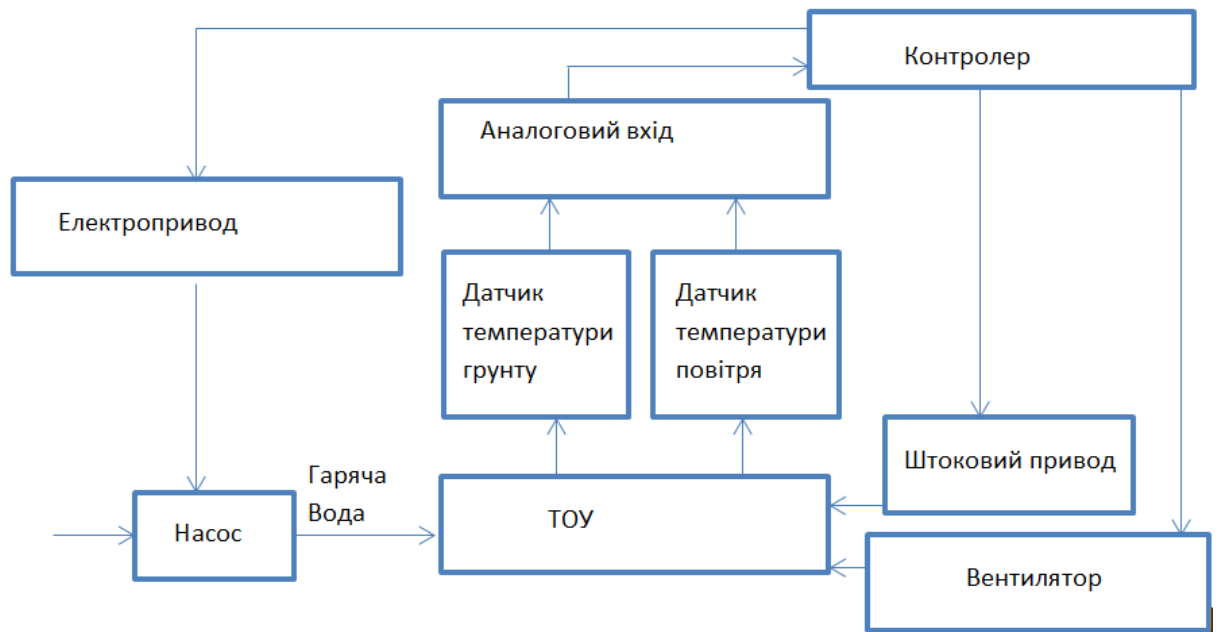 Контролер
Аналоговий вхід
Електропривод
Датчик
температури
грунту
Датчик
температури
повітря
Штоковий привод
Гаряча
Вода
Насос
ТОУ
Вентилятор